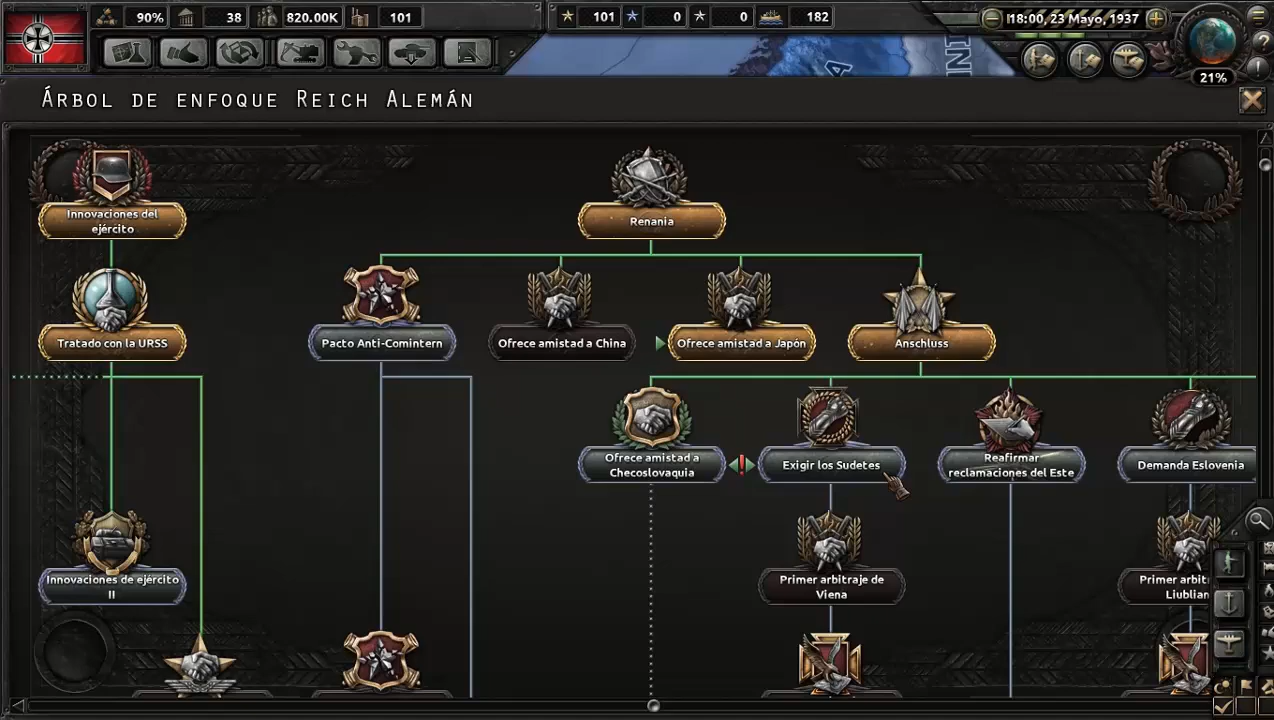 90%
38
820.00K
101
101
0
0
182
18:00, 23 Mayo, 1937
21%
Árbol de enfoque Reich Alemán
Innovaciones del
ejército
Renania
Tratado con la URSS
Pacto Anti-Comintern
Ofrece amistad a China
Ofrece amistad a Japón
Anschluss
Ofrece amistad a
Checoslovaquia
Exigir los Sudetes
Reafirmar
reclamaciones del Este
Demanda Eslovenia
Innovaciones de ejército
II
Primer arbitraje de
Viena
Primer arbit
Liublian